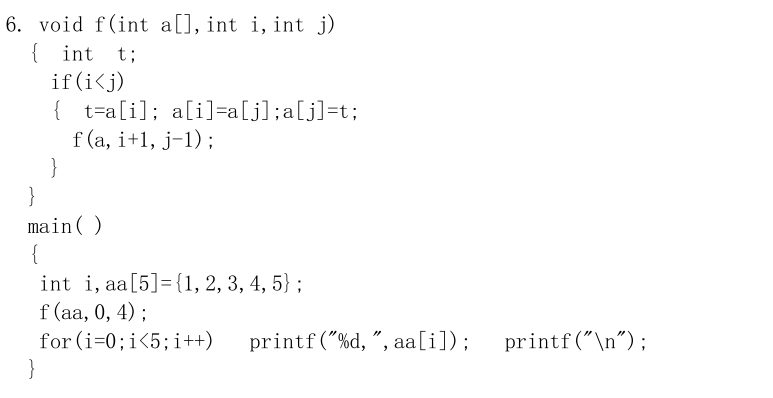 6. void f(int a[],int i,int j)
{ int t;
if(i<j)
{ t=a[i]; a[i]=a[j];a[j]=t;
f(a,i+1,j-1);
}
}
main( )
{
int i,aa[5]={1,2,3,4,5};
f(aa,0,4);
for(i=0;i<5;i++) printf("%d,",aa[i]); printf("\n");
}